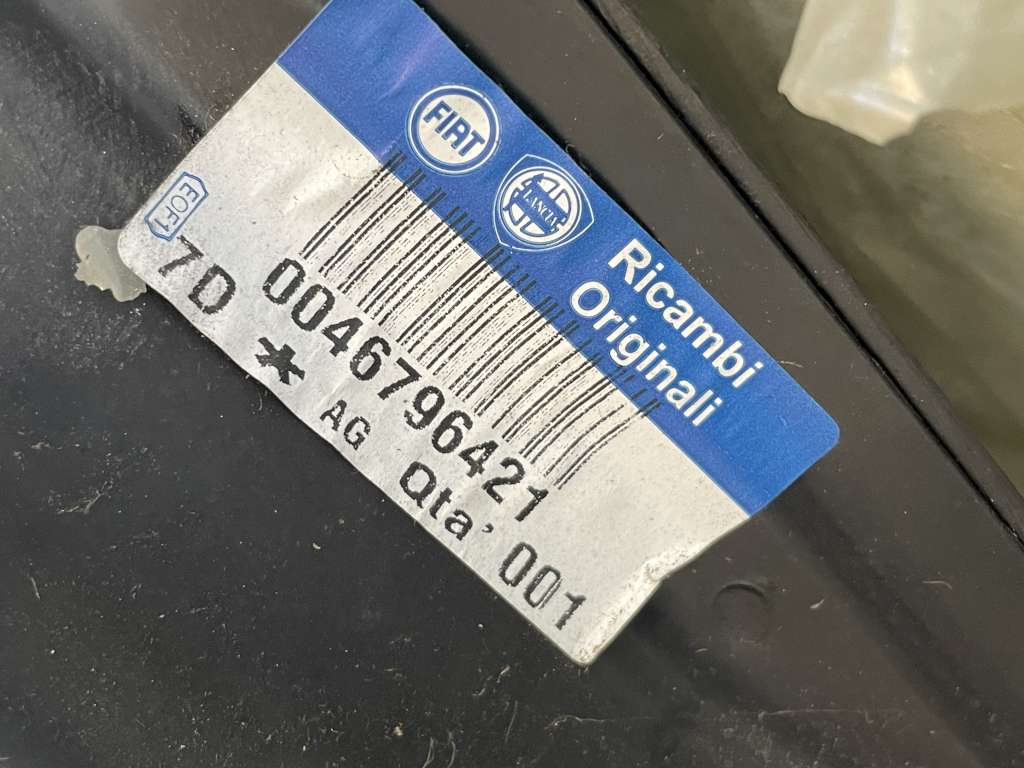 FIAT
LANCIA
Ricambi
Originali
EOF1
7D 0046796421
* AG Qta' 001